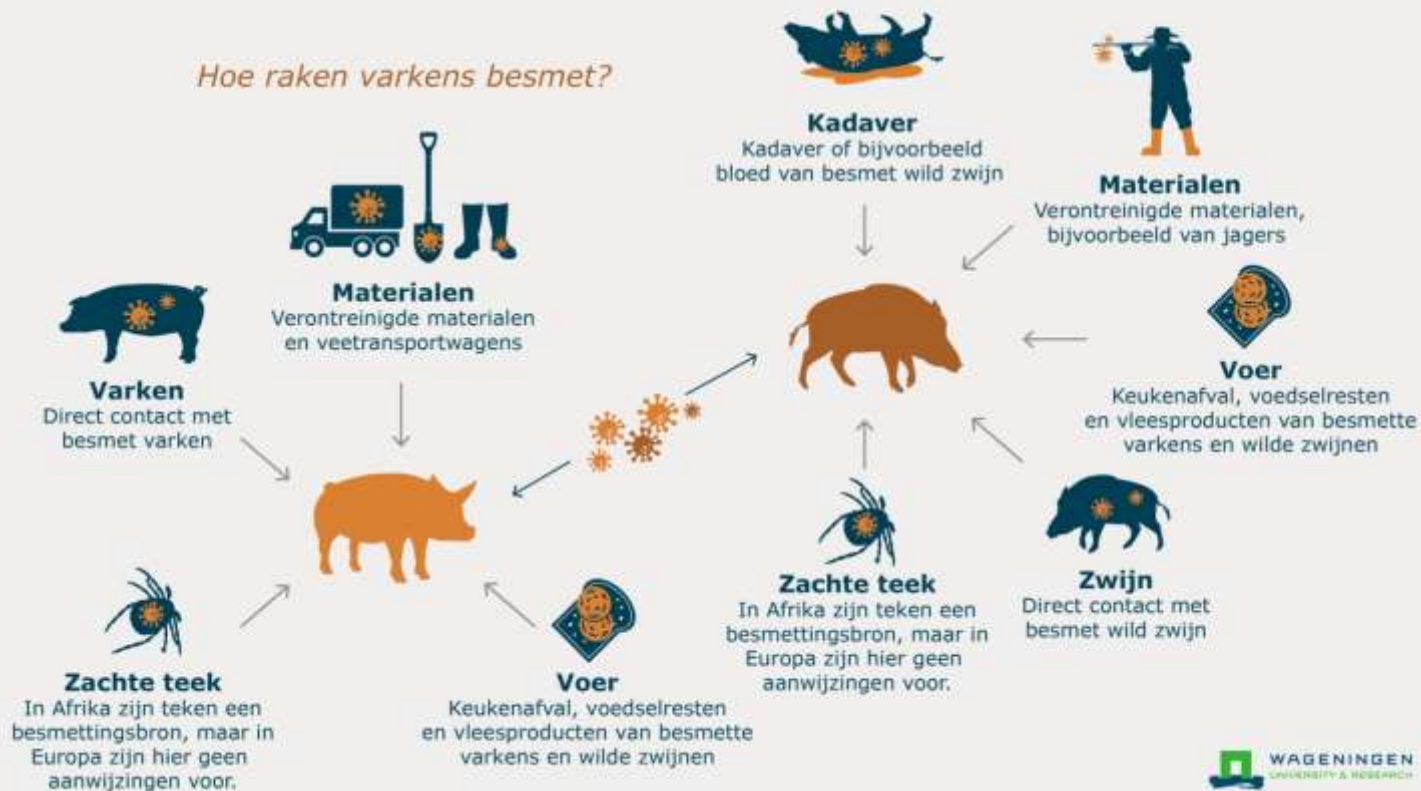 Hoe raken varkens besmet?
Kadaver
Kadaver of bijvoorbeeld
bloed van besmet wild zwijn
Materialen
Verontreinigde materialen,
bijvoorbeeld van jagers
Materialen
Verontreinigde materialen
en veetransportwagens
Varken
Direct contact met
besmet varken
Voer
Keukenafval, voedselresten
en vleesproducten van besmette
varkens en wilde zwijnen
Zachte teek
In Afrika zijn teken een
besmettingsbron, maar in
Europa zijn hier geen
aanwijzingen voor.
Zwijn
Direct contact met
besmet wild zwijn
Zachte teek
In Afrika zijn teken een
besmettingsbron, maar in
Europa zijn hier geen
aanwijzingen voor.
Voer
Keukenafval, voedselresten
en vleesproducten van besmette
varkens en wilde zwijnen
WAGENINGEN
UNIVERSITY & RESEARCH